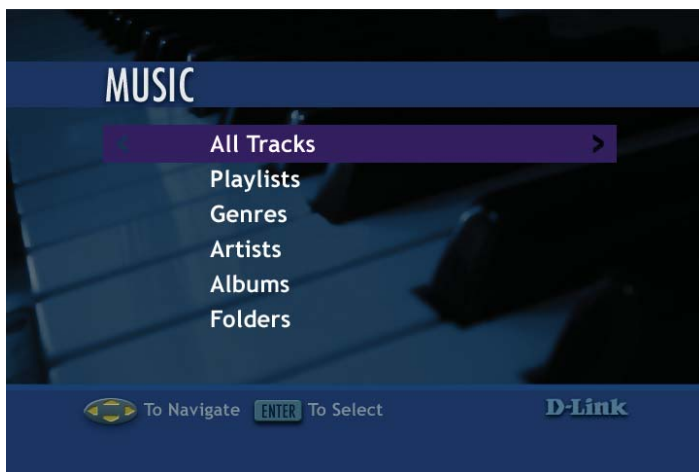 MUSIC
All Tracks
Playlists
Genres
Artists
Albums
Folders
To Navigate ENTER To Select D-Link